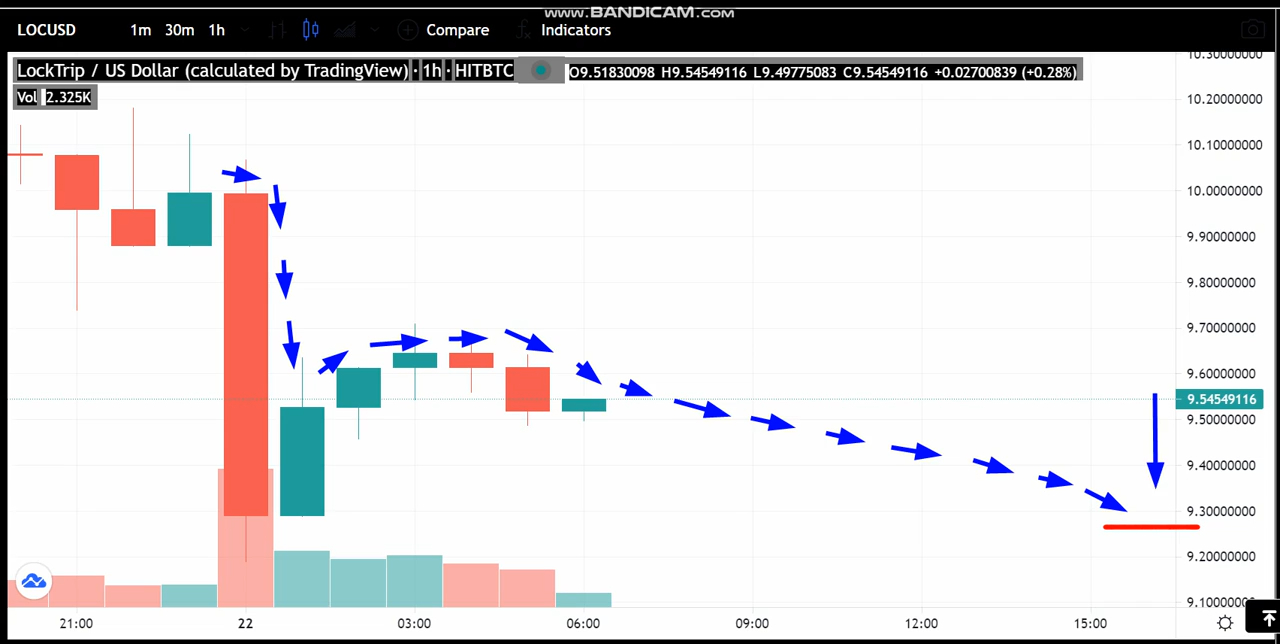 www.BANDICAM.com
LOCUSD 1m 30m 1h Compare Indicators
LockTrip / US Dollar (calculated by TradingView) · 1h · HITBTC O9.51830098 H9.54549116 L9.49775083 C9.54549116 +0.02700839 (+0.28%)
Vol 2.325K
10.30000000
10.20000000
10.10000000
10.00000000
9.90000000
9.80000000
9.70000000
9.60000000
9.54549116
9.50000000
9.40000000
9.30000000
9.20000000
9.10000000
21:00 22 03:00 06:00 09:00 12:00 15:00